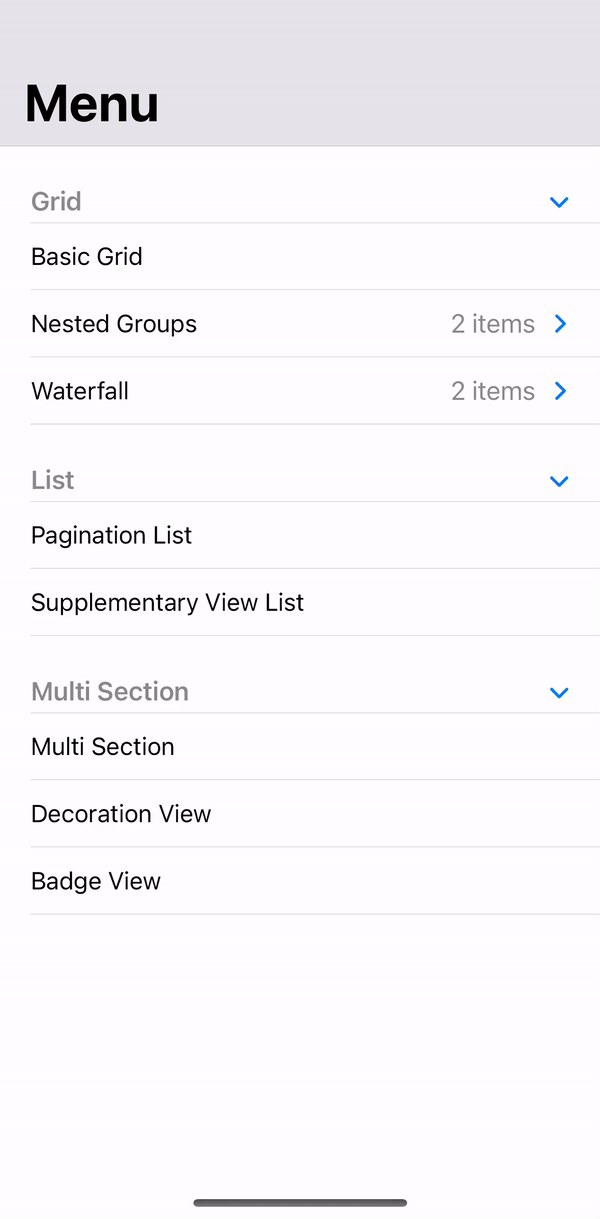 Menu
Grid
Basic Grid
Nested Groups 2 items
Waterfall 2 items
List
Pagination List
Supplementary View List
Multi Section
Multi Section
Decoration View
Badge View